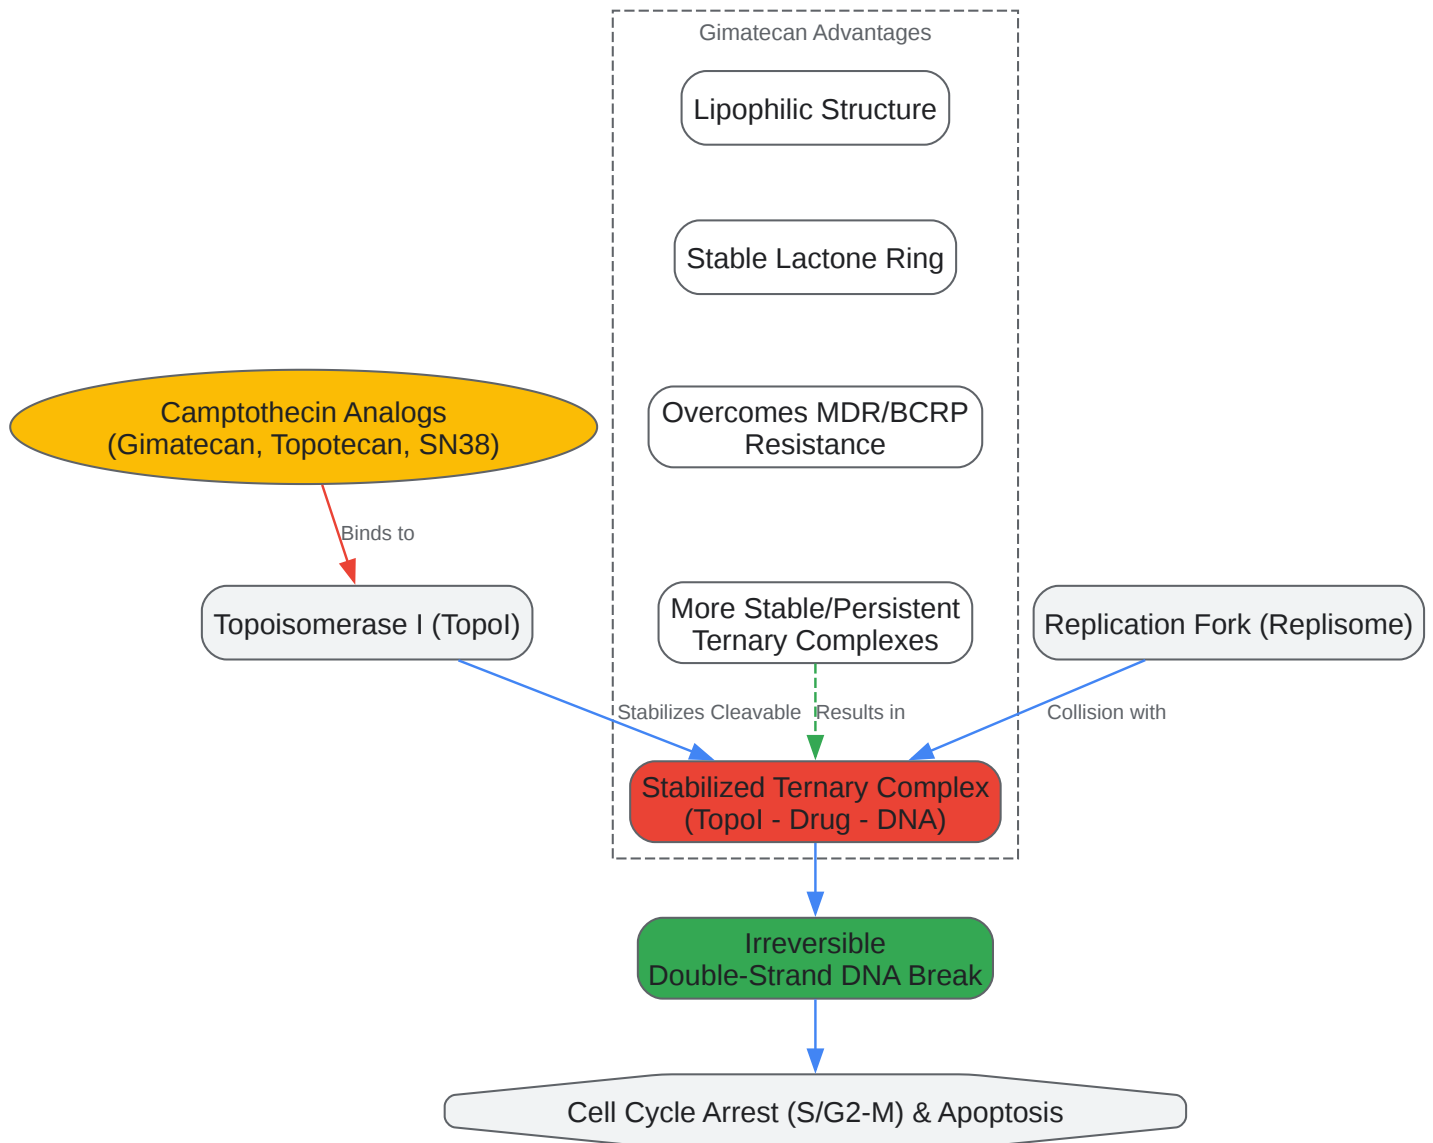 Gimatecan Advantages
Lipophilic Structure
Stable Lactone Ring
Camptothecin Analogs
(Gimatecan, Topotecan, SN38)
Overcomes MDR/BCRP
Resistance
Binds to
Topoisomerase I (TopoI)
More Stable/Persistent
Ternary Complexes
Replication Fork (Replisome)
Stabilizes Cleavable
Results in
Collision with
Stabilized Ternary Complex
(TopoI - Drug - DNA)
Irreversible
Double-Strand DNA Break
Cell Cycle Arrest (S/G2-M) & Apoptosis